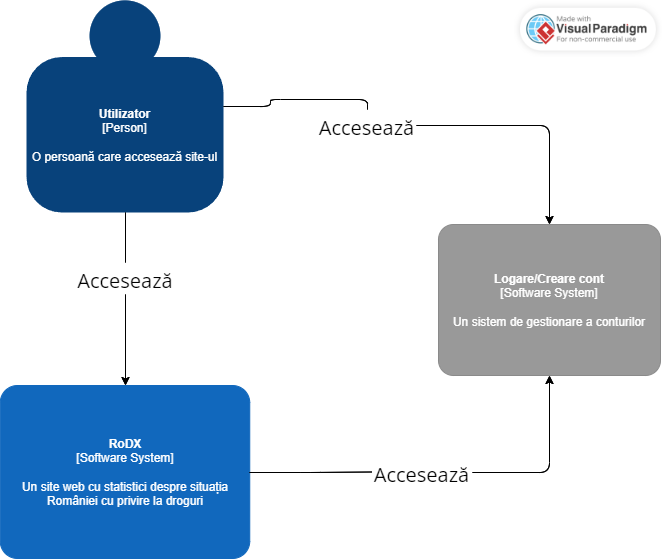 Made with
VisualParadigm
For non-commercial use
Utilizator
[Person]
O persoană care accesează site-ul
Accesează
Accesează
Logare/Creare cont
[Software System]
Un sistem de gestionare a conturilor
RoDX
[Software System]
Un site web cu statistici despre situația
României cu privire la droguri
Accesează